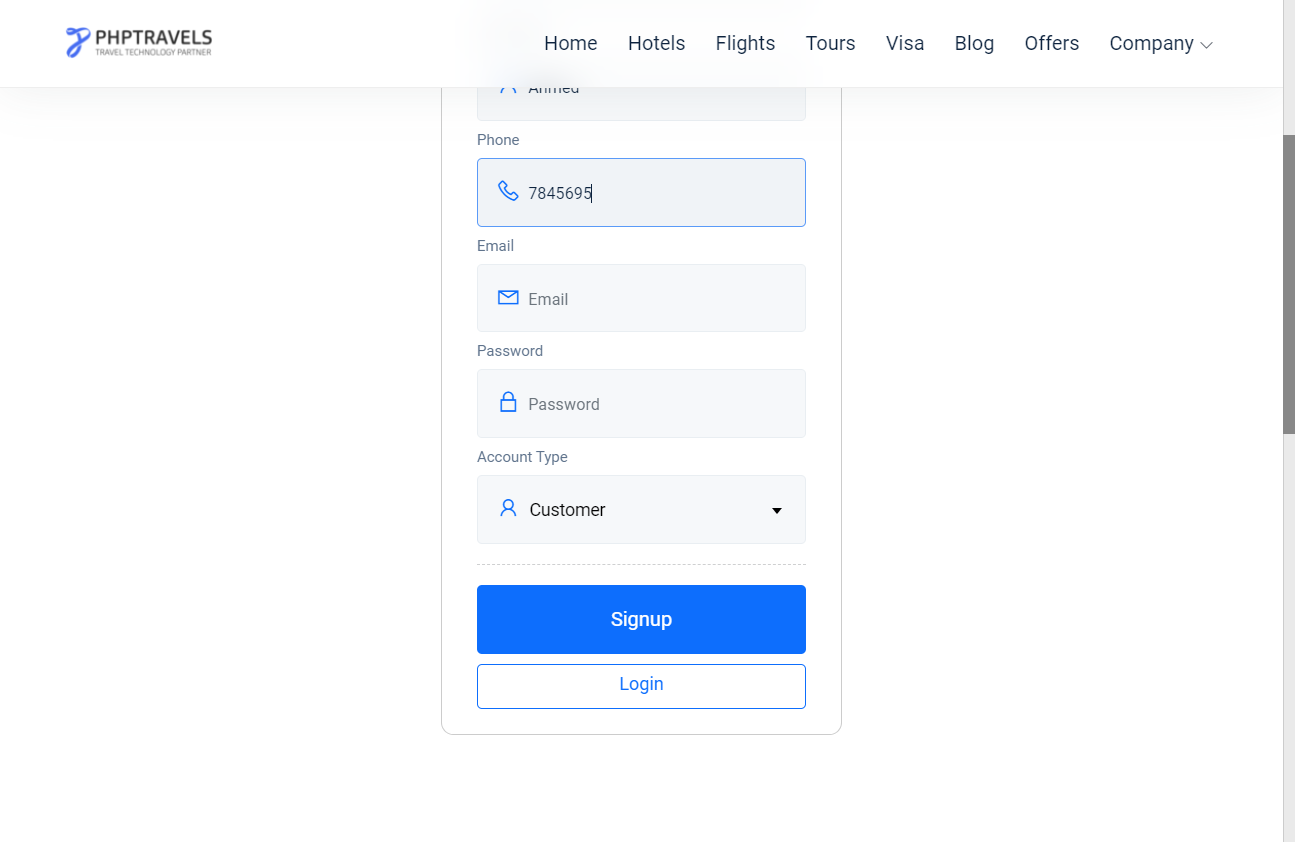 PHPTRAVELS
TRAVEL TECHNOLOGY PARTNER
Home Hotels Flights Tours Visa Blog Offers Company
Ahmed
Phone
7845695
Email
Email
Password
Password
Account Type
Customer
Signup
Login